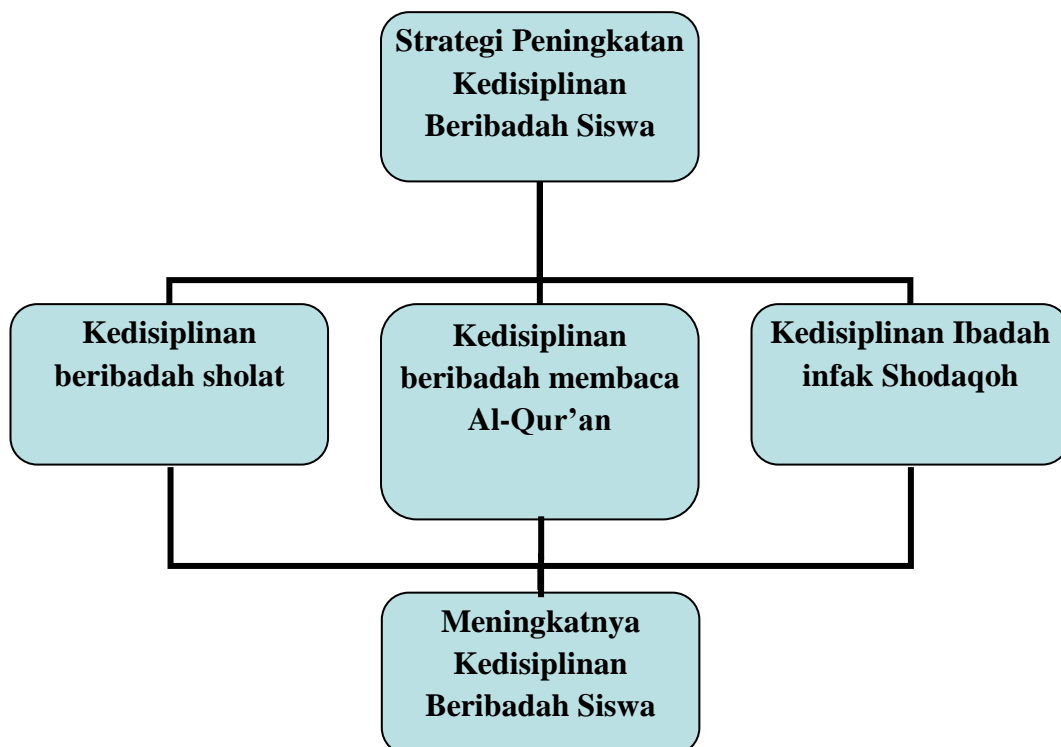 Strategi Peningkatan
Kedisiplinan
Beribadah Siswa
Kedisiplinan
beribadah sholat
Kedisiplinan
beribadah membaca
Al-Qur’an
Kedisiplinan Ibadah
infak Shodaqoh
Meningkatnya
Kedisiplinan
Beribadah Siswa